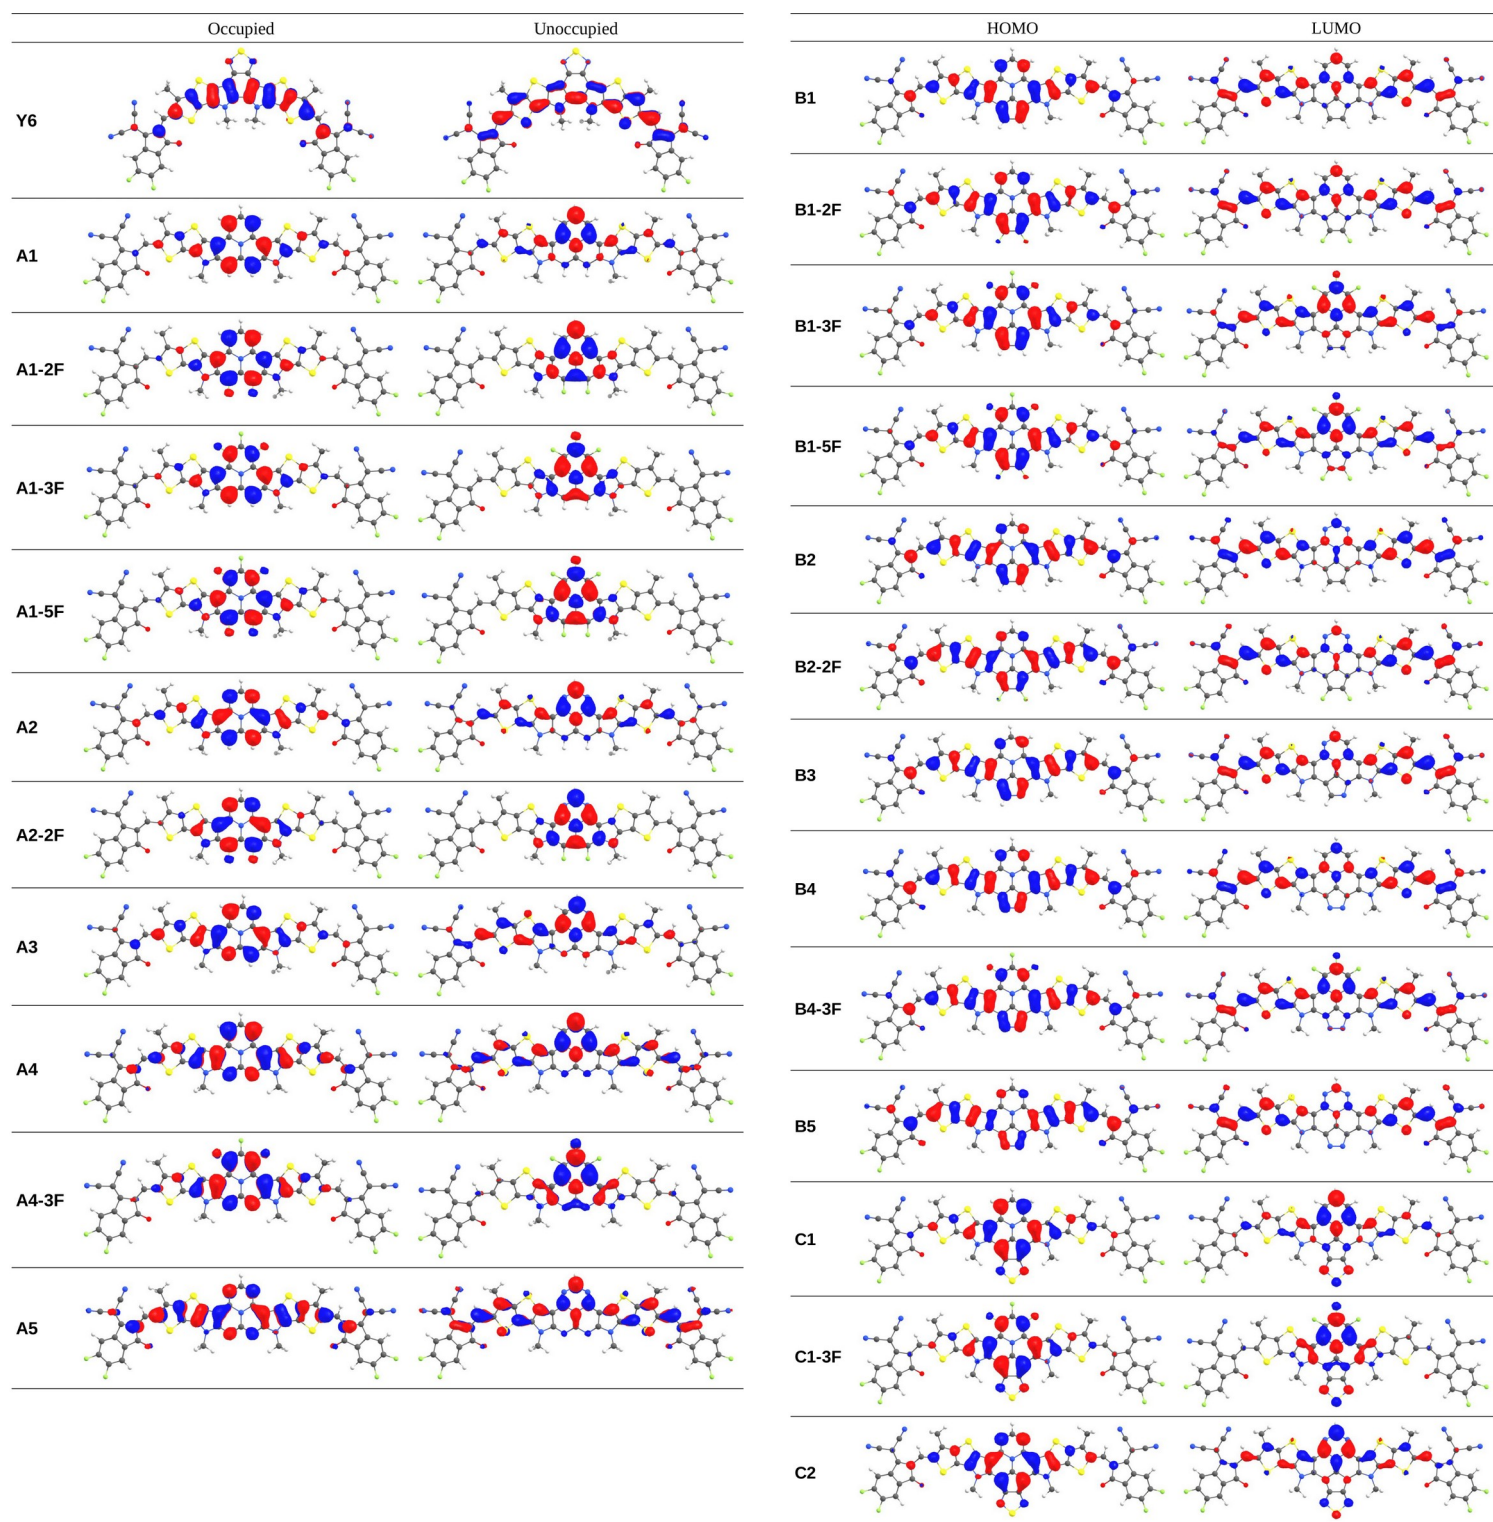 Occupied Unoccupied
Y6
A1
A1-2F
A1-3F
A1-5F
A2
A2-2F
A3
A4
A4-3F
A5
HOMO LUMO
B1
B1-2F
B1-3F
B1-5F
B2
B2-2F
B3
B4
B4-3F
B5
C1
C1-3F
C2